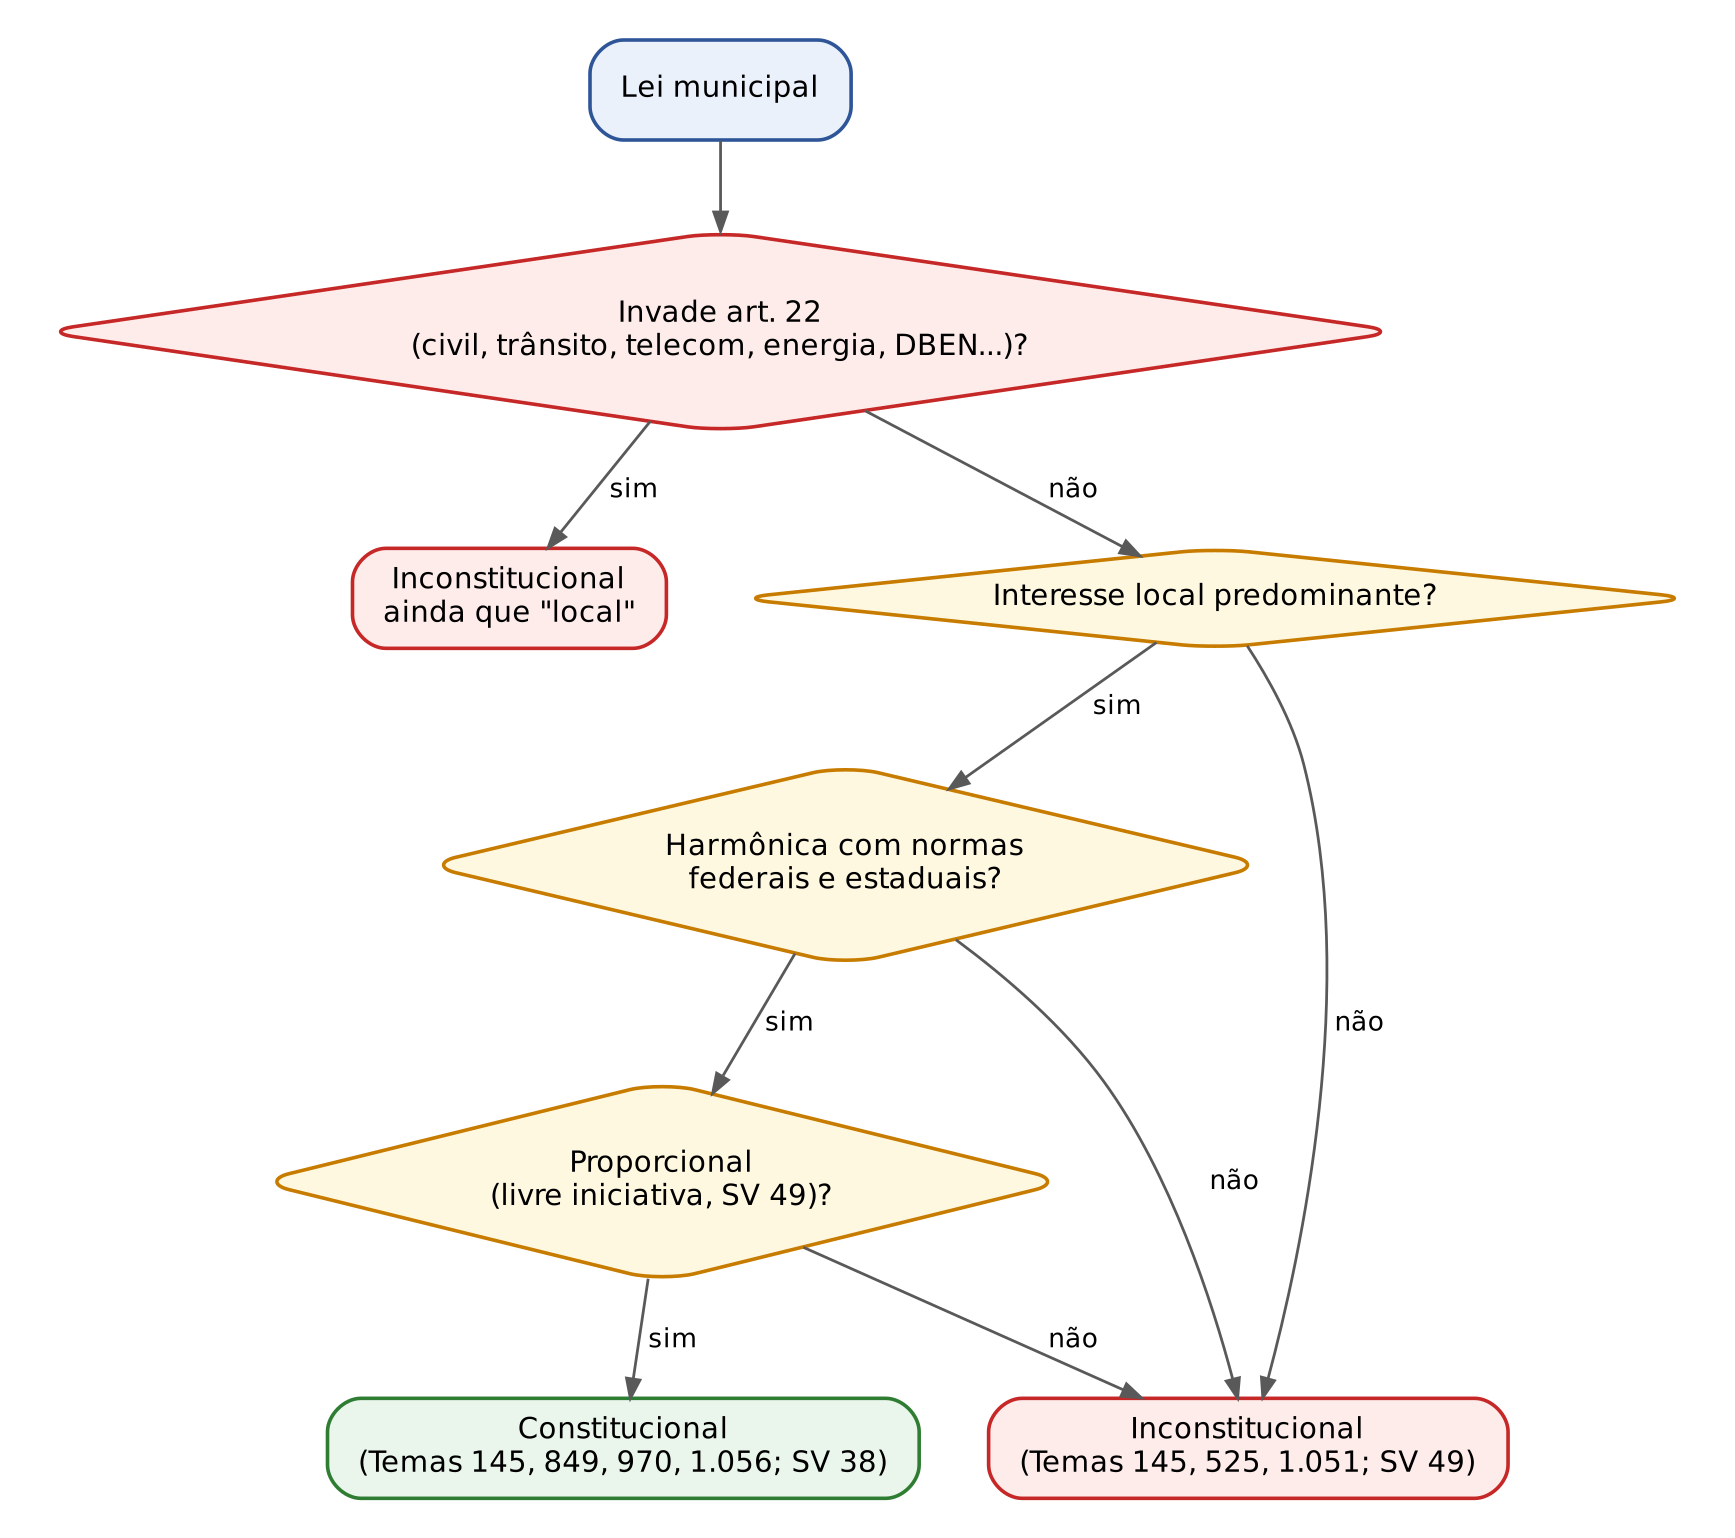 Lei municipal
Invade art. 22
(civil, trânsito, telecom, energia, DBEN...)?
sim
não
Inconstitucional
ainda que "local"
Interesse local predominante?
sim
Harmônica com normas
federais e estaduais?
sim
não
Proporcional
(livre iniciativa, SV 49)?
não
sim
não
Constitucional
(Temas 145, 849, 970, 1.056; SV 38)
Inconstitucional
(Temas 145, 525, 1.051; SV 49)